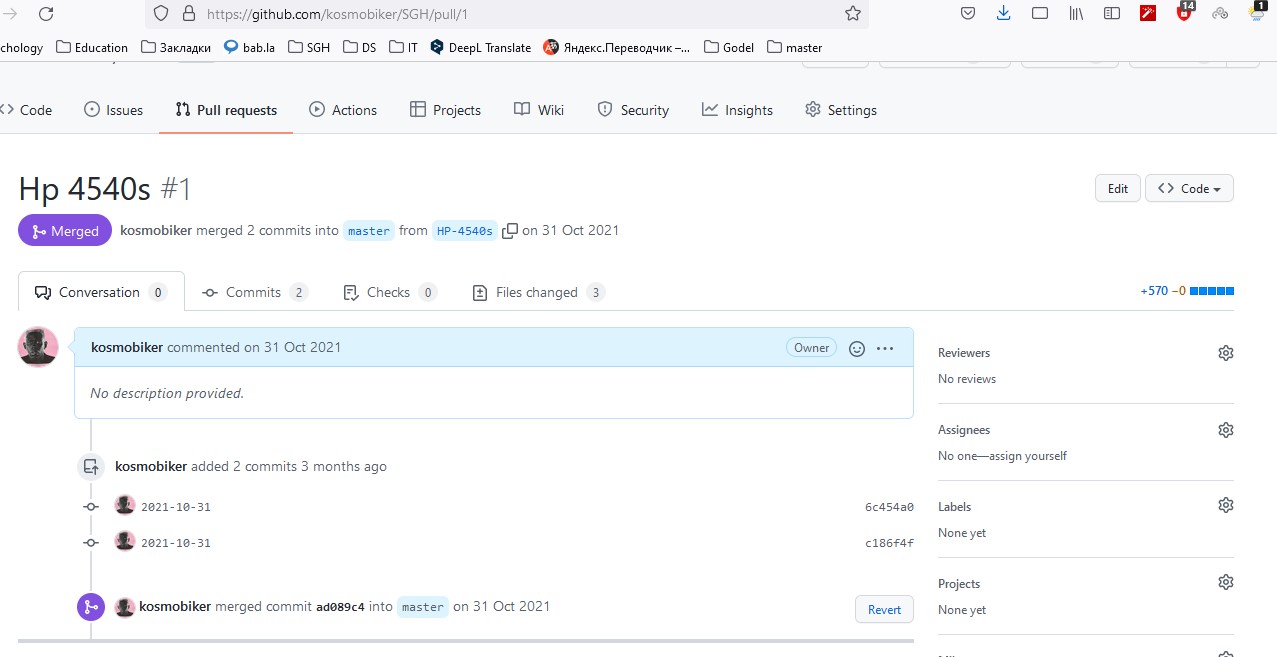 https://github.com/kosmobiker/SGH/pull/1
14
1
chology Education Закладки bab.la SGH DS IT DeepL Translate Яндекс.Переводчик –... Godel master
Code Issues Pull requests Actions Projects Wiki Security Insights Settings
Hp 4540s #1
Edit
Code
Merged kosmobiker merged 2 commits into master from HP-4540s on 31 Oct 2021
Conversation 0 Commits 2 Checks 0 Files changed 3
+570 −0
kosmobiker commented on 31 Oct 2021 Owner
No description provided.
kosmobiker added 2 commits 3 months ago
2021-10-31 6c454a0
2021-10-31 c186f4f
kosmobiker merged commit ad089c4 into master on 31 Oct 2021 Revert
Reviewers
No reviews
Assignees
No one—assign yourself
Labels
None yet
Projects
None yet